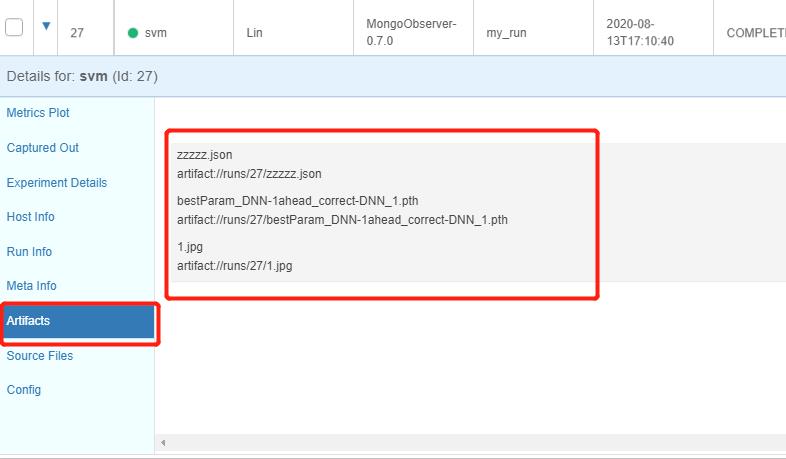 27
svm
Lin
MongoObserver-
0.7.0
my_run
2020-08-
13T17:10:40
Details for: svm (Id: 27)
Metrics Plot
Captured Out
Experiment Details
Host Info
Run Info
Meta Info
Artifacts
Source Files
Config
zzzzz.json
artifact://runs/27/zzzzz.json
bestParam_DNN-1ahead_correct-DNN_1.pth
artifact://runs/27/bestParam_DNN-1ahead_correct-DNN_1.pth
1.jpg
artifact://runs/27/1.jpg